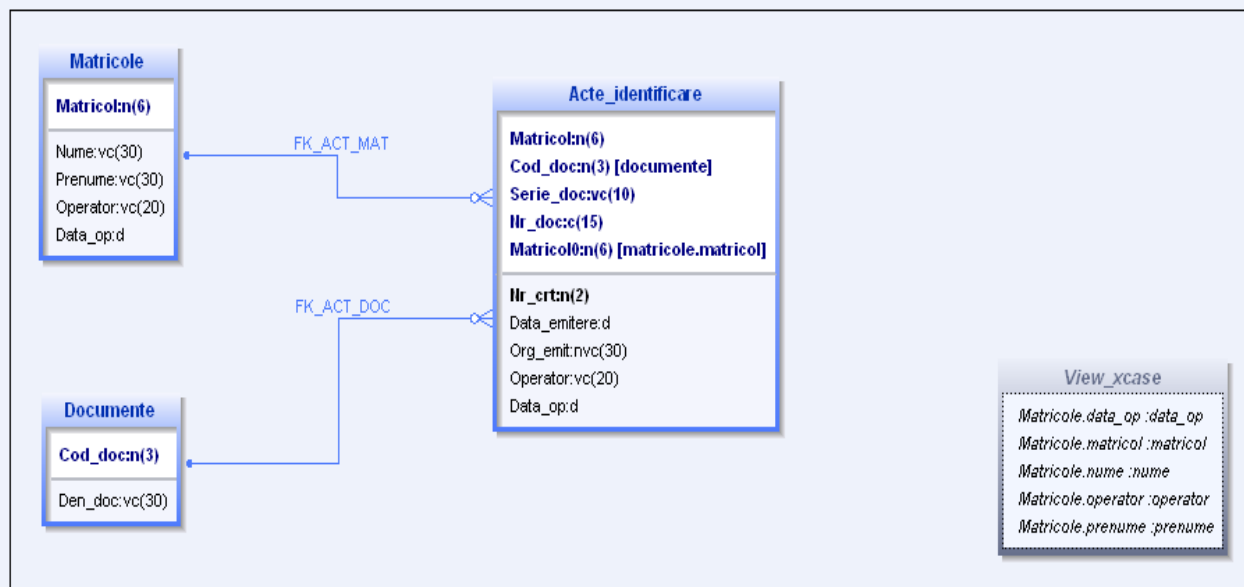 Matricole
Matricol:n(6)
Nume:vc(30)
Prenume:vc(30)
Operator:vc(20)
Data_op:d
FK_ACT_MAT
Acte_identificare
Matricol:n(6)
Cod_doc:n(3) [documente]
Serie_doc:vc(10)
Nr_doc:c(15)
Matricol0:n(6) [matricole.matricol]
Nr_crt:n(2)
Data_emitere:d
Org_emit:nvc(30)
Operator:vc(20)
Data_op:d
FK_ACT_DOC
Documente
Cod_doc:n(3)
Den_doc:vc(30)
View_xcase
Matricole.data_op :data_op
Matricole.matricol :matricol
Matricole.nume :nume
Matricole.operator :operator
Matricole.prenume :prenume